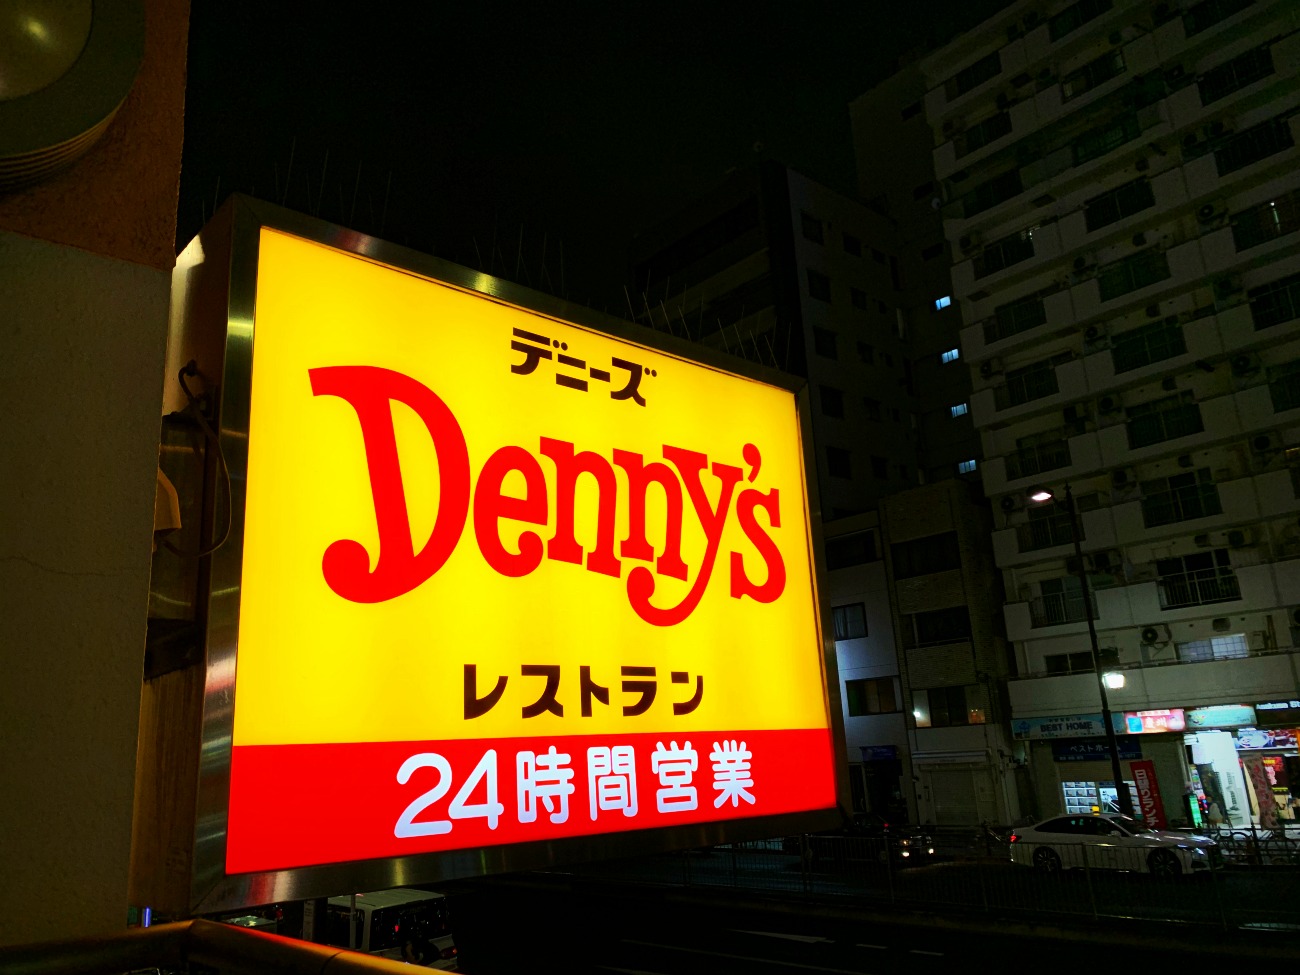 デニーズ
Denny's
レストラン
24時間営業
BEST HOME
ベストホーム